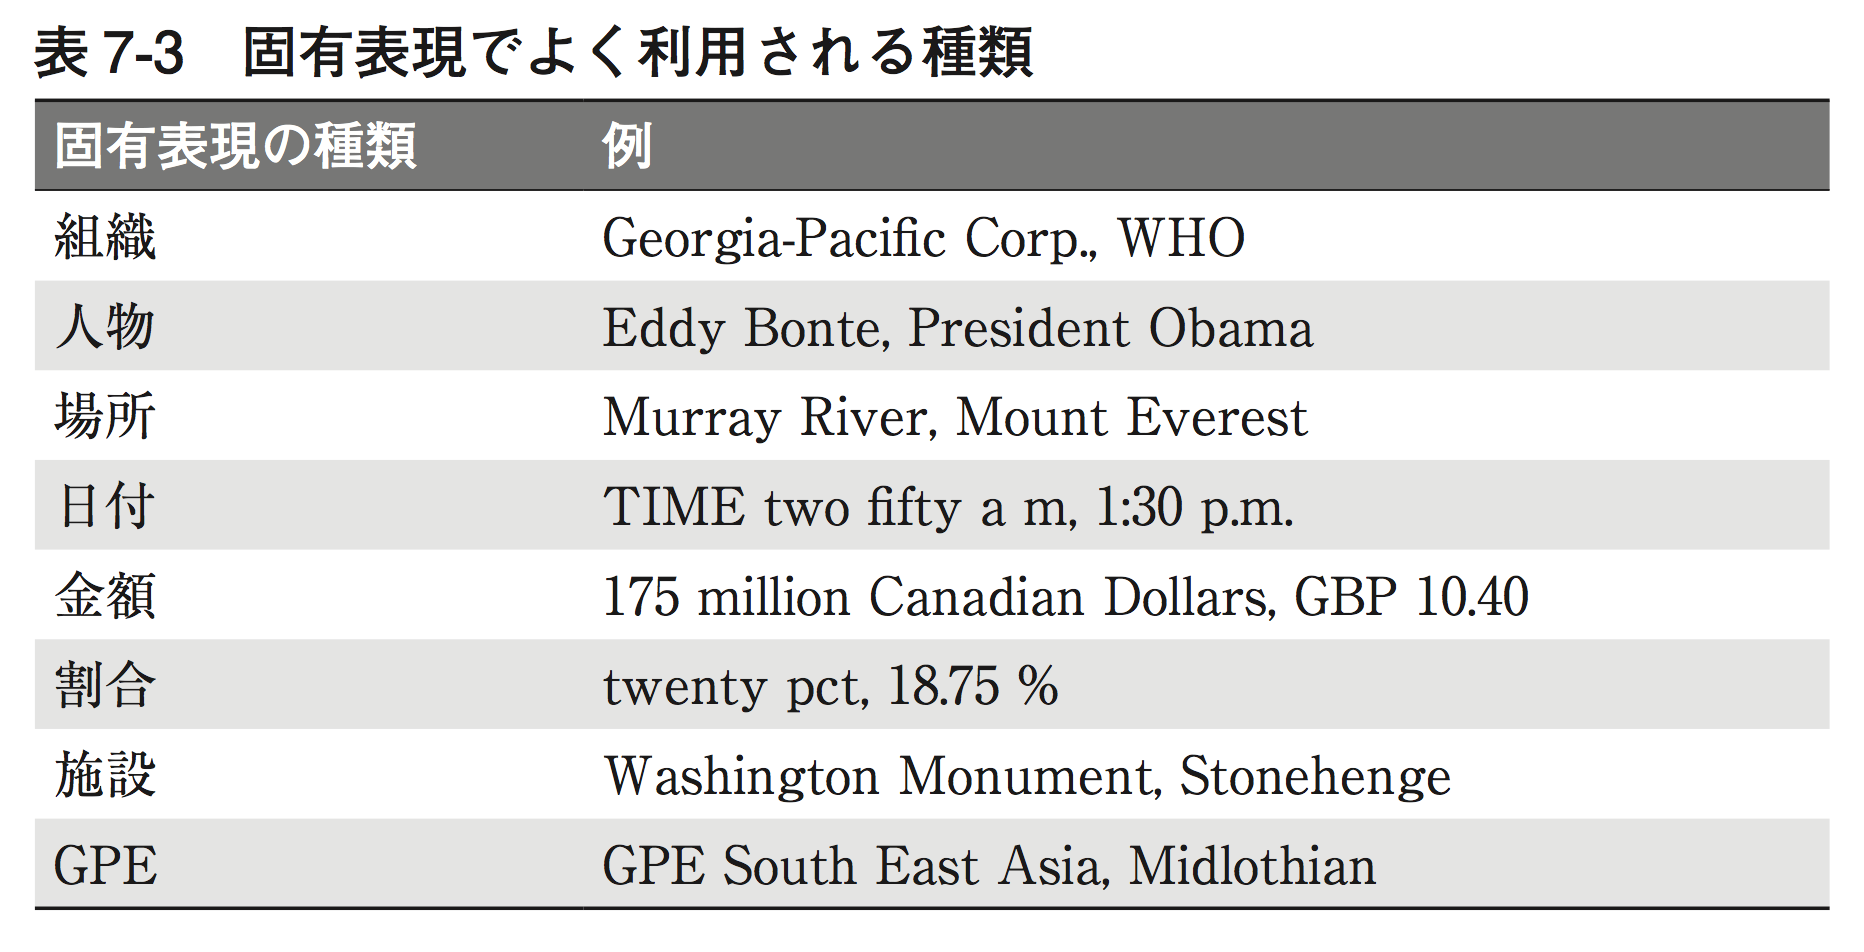 表 7-3　固有表現でよく利用される種類
固有表現の種類 例
組織 Georgia-Pacific Corp., WHO
人物 Eddy Bonte, President Obama
場所 Murray River, Mount Everest
日付 TIME two fifty a m, 1:30 p.m.
金額 175 million Canadian Dollars, GBP 10.40
割合 twenty pct, 18.75 %
施設 Washington Monument, Stonehenge
GPE GPE South East Asia, Midlothian